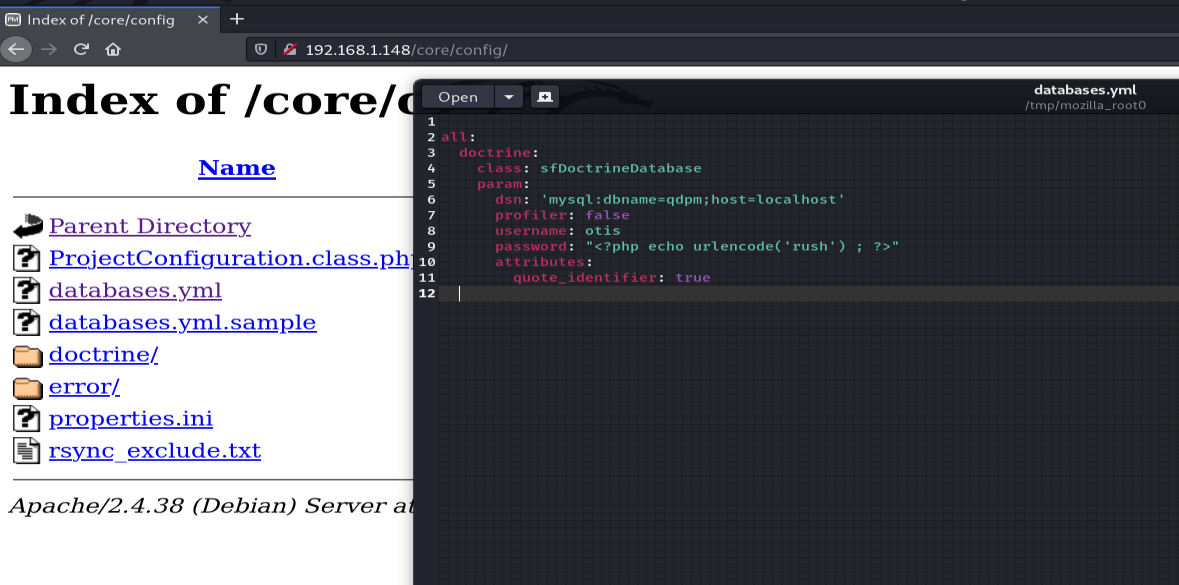 PM Index of /core/config × +
192.168.1.148/core/config/
Index of /core/c
Name
Parent Directory
ProjectConfiguration.class.php
databases.yml
databases.yml.sample
doctrine/
error/
properties.ini
rsync_exclude.txt
Apache/2.4.38 (Debian) Server at
Open
databases.yml
/tmp/mozilla_root0
1
2 all:
3   doctrine:
4     class: sfDoctrineDatabase
5     param:
6       dsn: 'mysql:dbname=qdpm;host=localhost'
7       profiler: false
8       username: otis
9       password: "<?php echo urlencode('rush') ; ?>"
10       attributes:
11         quote_identifier: true
12